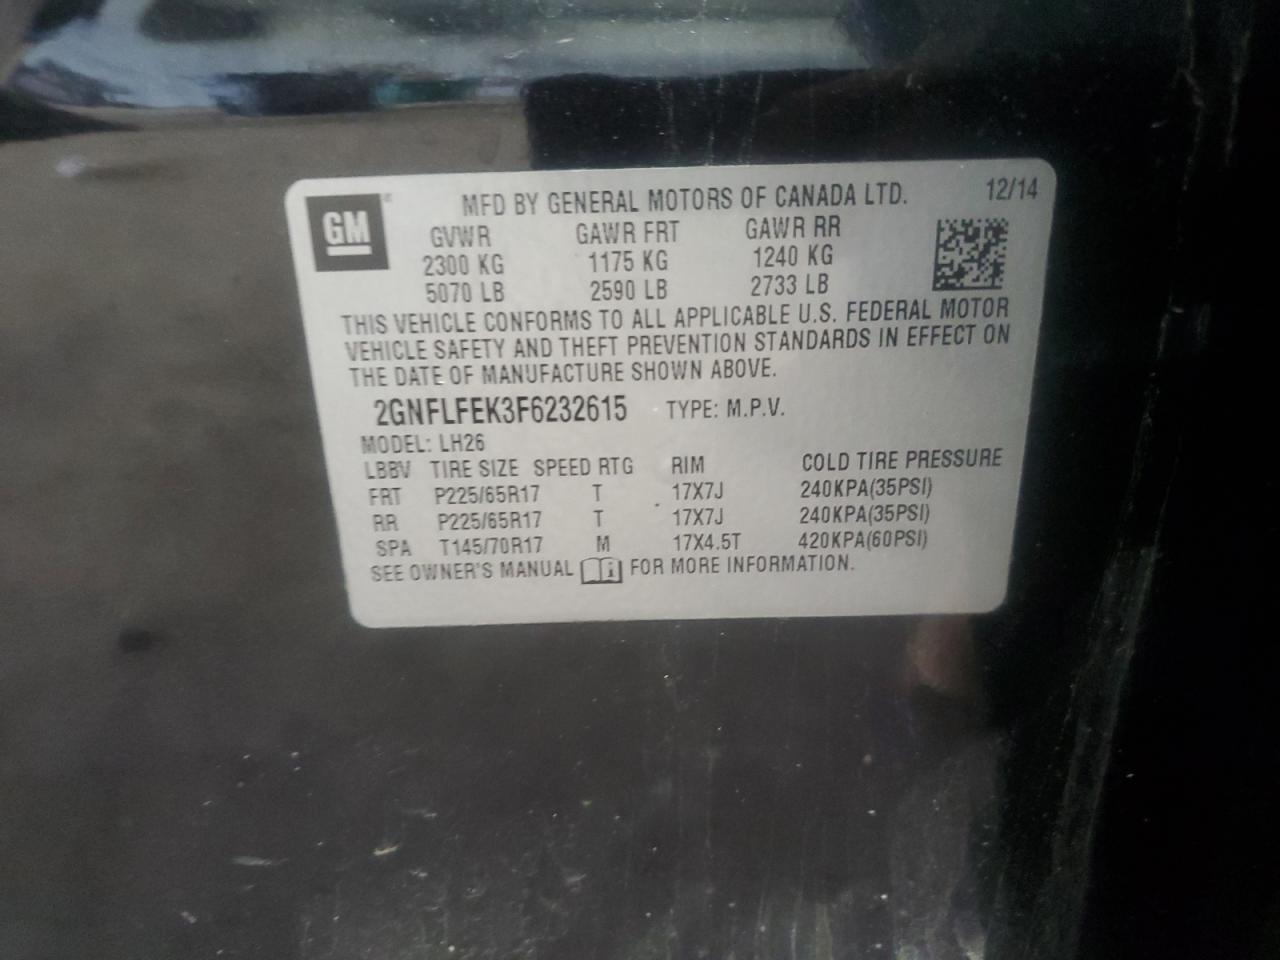 GM
MFD BY GENERAL MOTORS OF CANADA LTD. 12/14
GVWR GAWR FRT GAWR RR
2300 KG 1175 KG 1240 KG
5070 LB 2590 LB 2733 LB
THIS VEHICLE CONFORMS TO ALL APPLICABLE U.S. FEDERAL MOTOR
VEHICLE SAFETY AND THEFT PREVENTION STANDARDS IN EFFECT ON
THE DATE OF MANUFACTURE SHOWN ABOVE.
2GNFLFEK3F6232615 TYPE: M.P.V.
MODEL: LH26
LBBV TIRE SIZE SPEED RTG RIM COLD TIRE PRESSURE
FRT P225/65R17 T 17X7J 240KPA(35PSI)
RR P225/65R17 T 17X7J 240KPA(35PSI)
SPA T145/70R17 M 17X4.5T 420KPA(60PSI)
SEE OWNER'S MANUAL i FOR MORE INFORMATION.